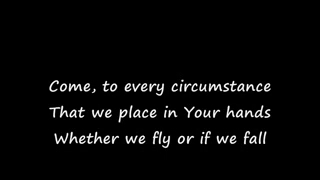 Come, to every circumstance
That we place in Your hands
Whether we fly or if we fall